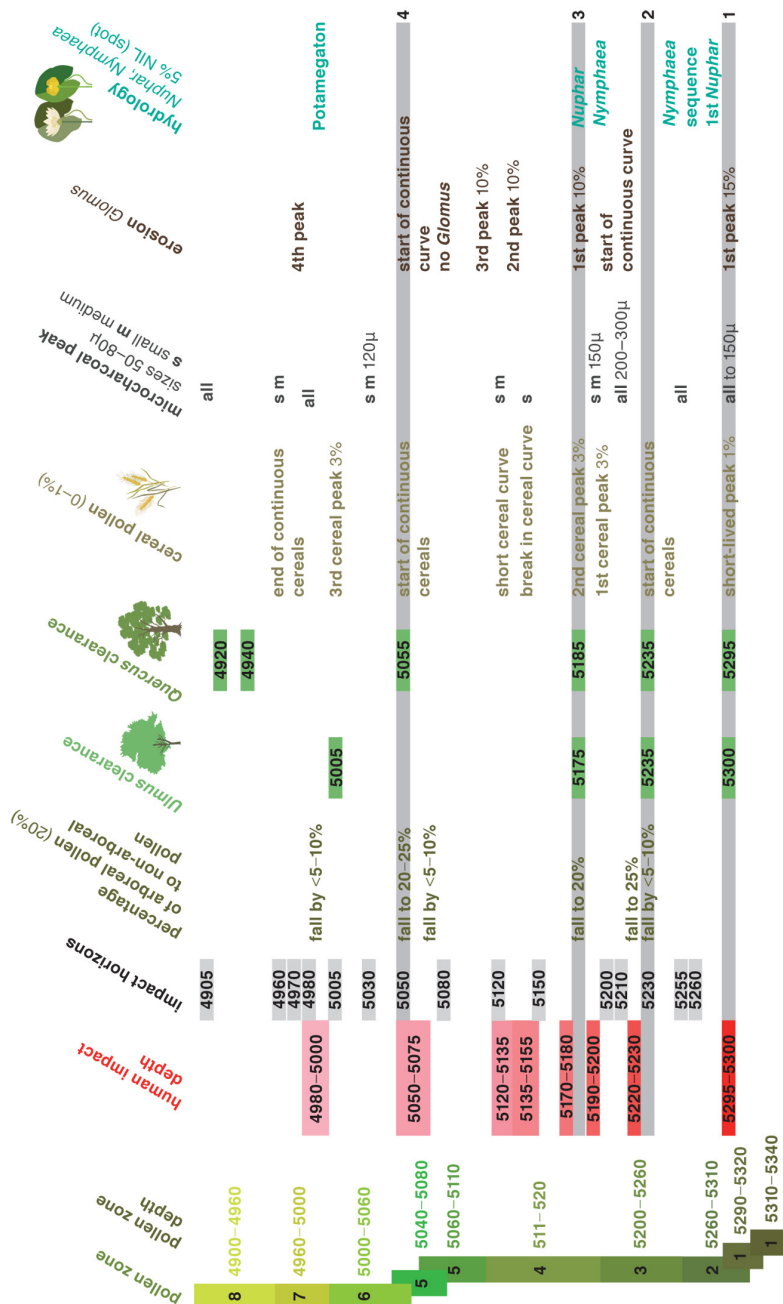 pollen zone
pollen zone
depth
human impact
depth
impact horizons
percentage
of arboreal pollen (20%)
to non-arboreal
pollen
Ulmus clearance
Quercus clearance
cereal pollen (0–1%)
microcharcoal peak
sizes 50–80µ
s small m medium
erosion Glomus
hydrology
Nuphar, Nymphaea
5% NIL (spot)
8
7
6
5
5
4
3
2
1
1
4900–4960
4960–5000
5000–5060
5040–5080
5060–5110
511–520
5200–5260
5260–5310
5290–5320
5310–5340
4980–5000
5050–5075
5120–5135
5135–5155
5170–5180
5190–5200
5220–5230
5295–5300
4905
4960
4970
4980
5005
5030
5050
5080
5120
5150
5200
5210
5230
5255
5260
fall by <5–10%
fall to 20–25%
fall by <5–10%
fall to 20%
fall to 25%
fall by <5–10%
5005
5175
5235
5300
4920
4940
5055
5185
5235
5295
end of continuous
cereals
3rd cereal peak 3%
start of continuous
cereals
short cereal curve
break in cereal curve
2nd cereal peak 3%
1st cereal peak 3%
start of continuous
cereals
short-lived peak 1%
all
s m
all
s m 120µ
s m
s
s m 150µ
all 200–300µ
all
all to 150µ
4th peak
start of continuous
curve
no Glomus
3rd peak 10%
2nd peak 10%
1st peak 10%
start of
continuous curve
1st peak 15%
Potamegaton
Nuphar
Nymphaea
Nymphaea
sequence
1st Nuphar
4
3
2
1